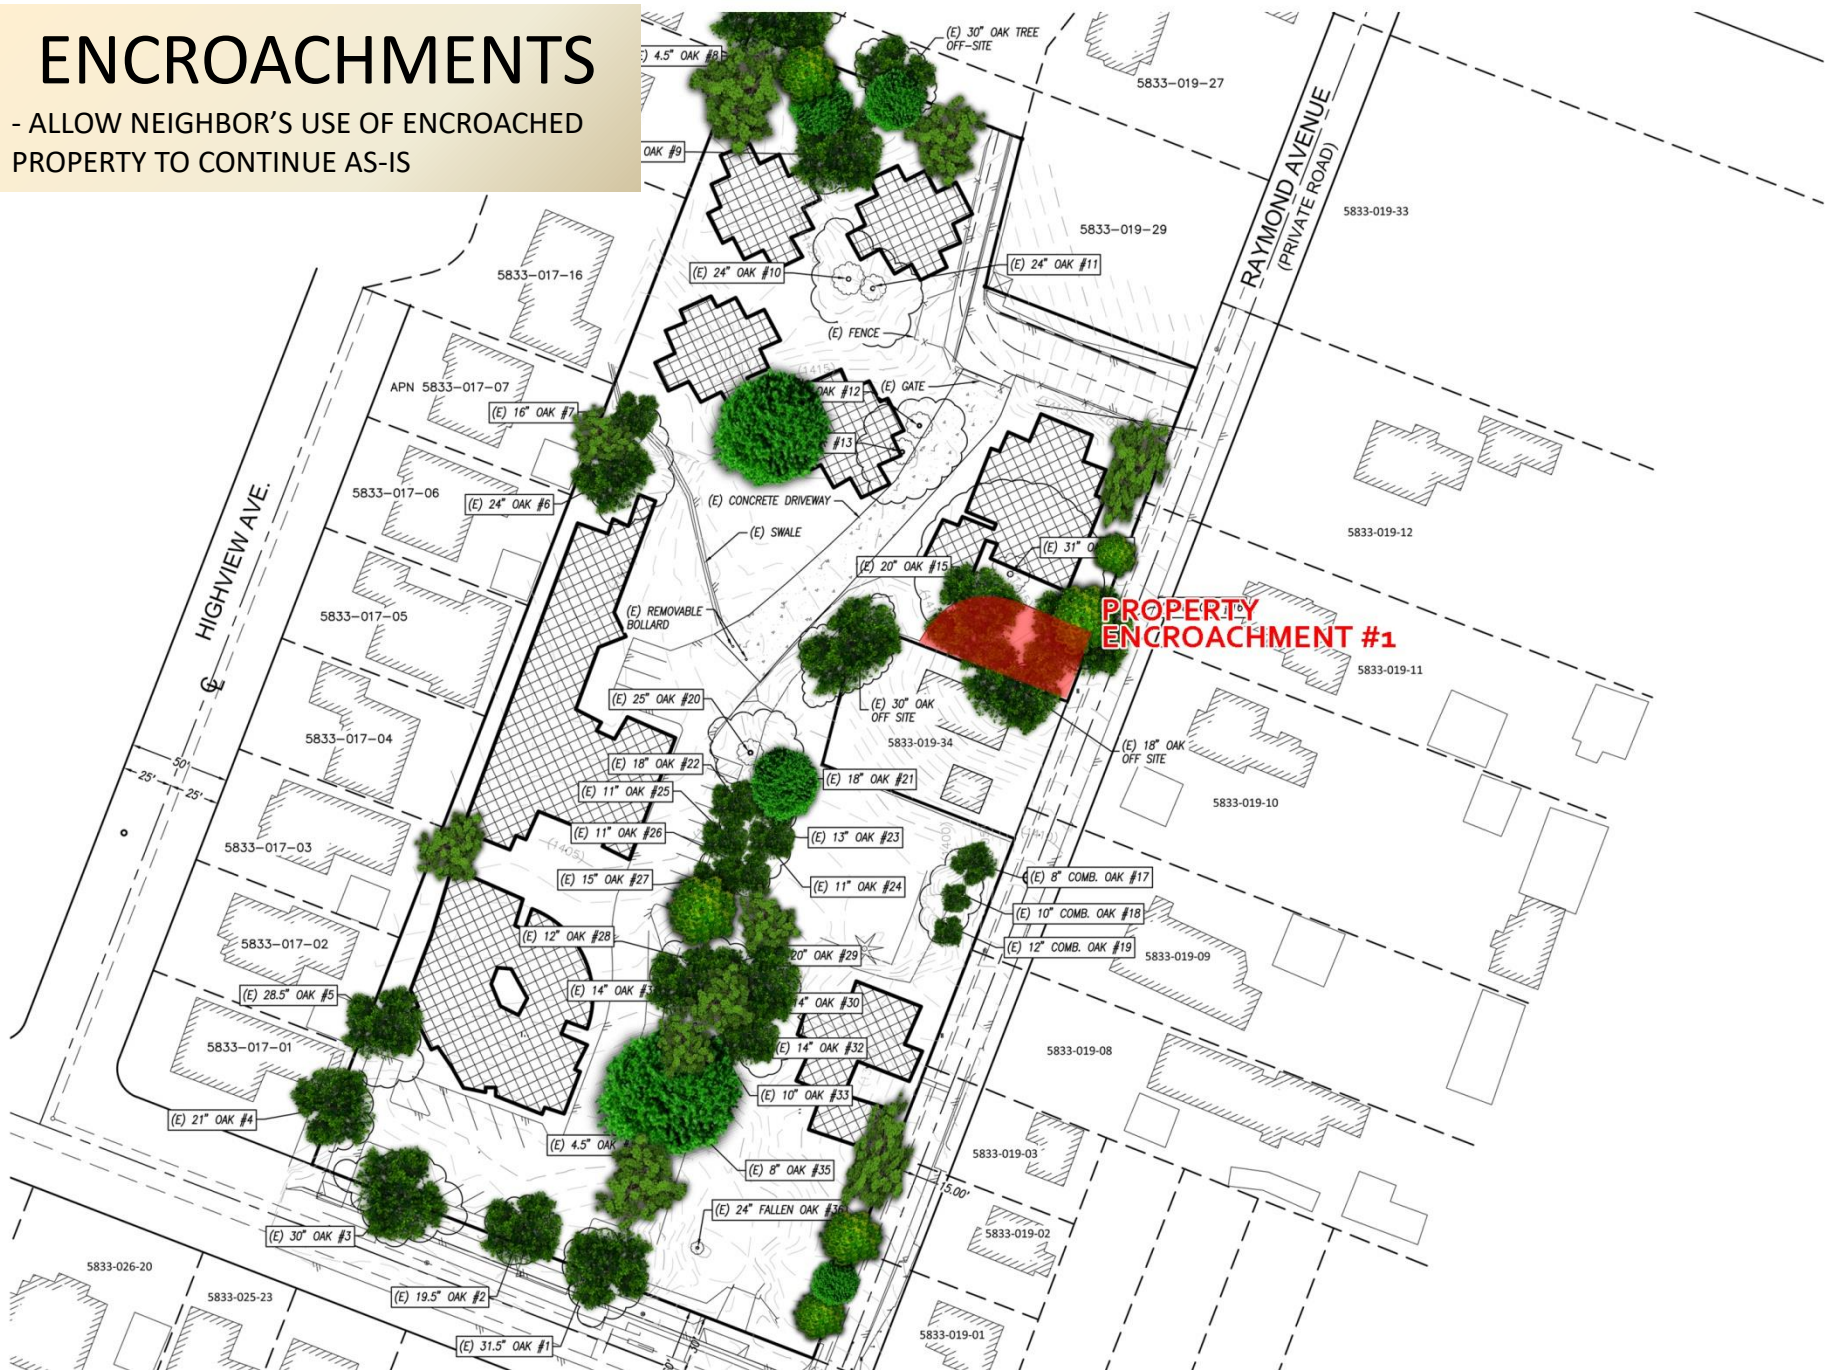 ENCROACHMENTS
- ALLOW NEIGHBOR'S USE OF ENCROACHED
PROPERTY TO CONTINUE AS-IS
(E) 30" OAK TREE
OFF-SITE
E) 4.5" OAK #8
5833-019-27
OAK #9
RAYMOND AVENUE
(PRIVATE ROAD)
5833-019-33
5833-019-29
5833-017-16
(E) 24" OAK #10
(E) 24" OAK #11
(E) FENCE
(1415)
APN 5833-017-07
OAK #12
(E) GATE
(E) 16" OAK #7
#13
5833-017-06
(E) 24" OAK #6
(E) CONCRETE DRIVEWAY
(E) SWALE
5833-019-12
(E) 31" O
(E) 20" OAK #15
HIGHVIEW AVE.
5833-017-05
(E) REMOVABLE
BOLLARD
PROPERTY
ENCROACHMENT #1
5833-019-11
(E) 25" OAK #20
(E) 30" OAK
OFF SITE
5833-017-04
5833-019-34
(E) 18" OAK
OFF SITE
(E) 18" OAK #22
50'
25'
25'
(E) 18" OAK #21
(E) 11" OAK #25
5833-019-10
(E) 11" OAK #26
(E) 13" OAK #23
(1400)
(1410)
5833-017-03
(1405)
(E) 15" OAK #27
(E) 11" OAK #24
(E) 8" COMB. OAK #17
(E) 10" COMB. OAK #18
(E) 12" OAK #28
5833-017-02
(E) 12" COMB. OAK #19
20" OAK #29
5833-019-09
(E) 28.5" OAK #5
(E) 14" OAK #3
4" OAK #30
5833-017-01
(E) 14" OAK #32
5833-019-08
(E) 10" OAK #33
(E) 21" OAK #4
(E) 4.5" OAK
5833-019-03
(E) 8" OAK #35
15.00'
(E) 24" FALLEN OAK #36
(E) 30" OAK #3
5833-019-02
5833-026-20
5833-025-23
(E) 19.5" OAK #2
5833-019-01
(E) 31.5" OAK #1
30'